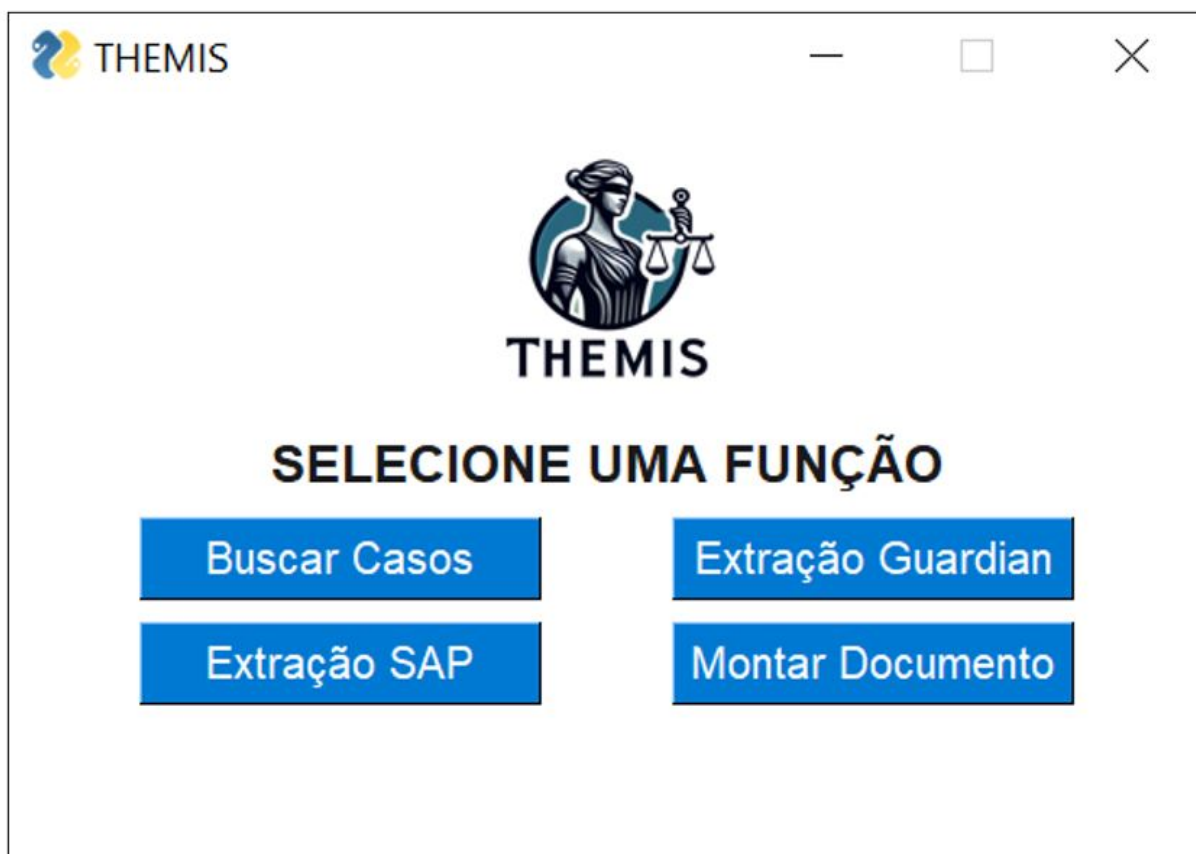 THEMIS
THEMIS
SELECIONE UMA FUNÇÃO
Buscar Casos
Extração Guardian
Extração SAP
Montar Documento